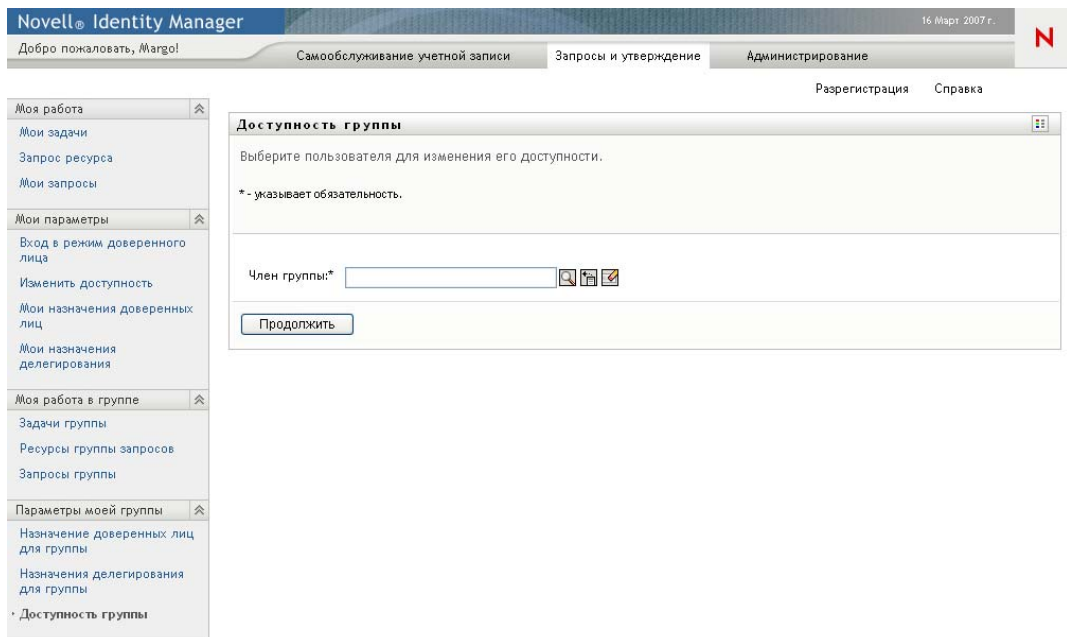 Novell® Identity Manager
16 Март 2007 г.
N
Добро пожаловать, Margo!
Самообслуживание учетной записи
Запросы и утверждение
Администрирование
Разрегистрация
Справка
Моя работа
Мои задачи
Запрос ресурса
Мои запросы
Мои параметры
Вход в режим доверенного
лица
Изменить доступность
Мои назначения доверенных
лиц
Мои назначения
делегирования
Моя работа в группе
Задачи группы
Ресурсы группы запросов
Запросы группы
Параметры моей группы
Назначение доверенных лиц
для группы
Назначения делегирования
для группы
Доступность группы
Доступность группы
Выберите пользователя для изменения его доступности.
* - указывает обязательность.
Член группы:*
Продолжить